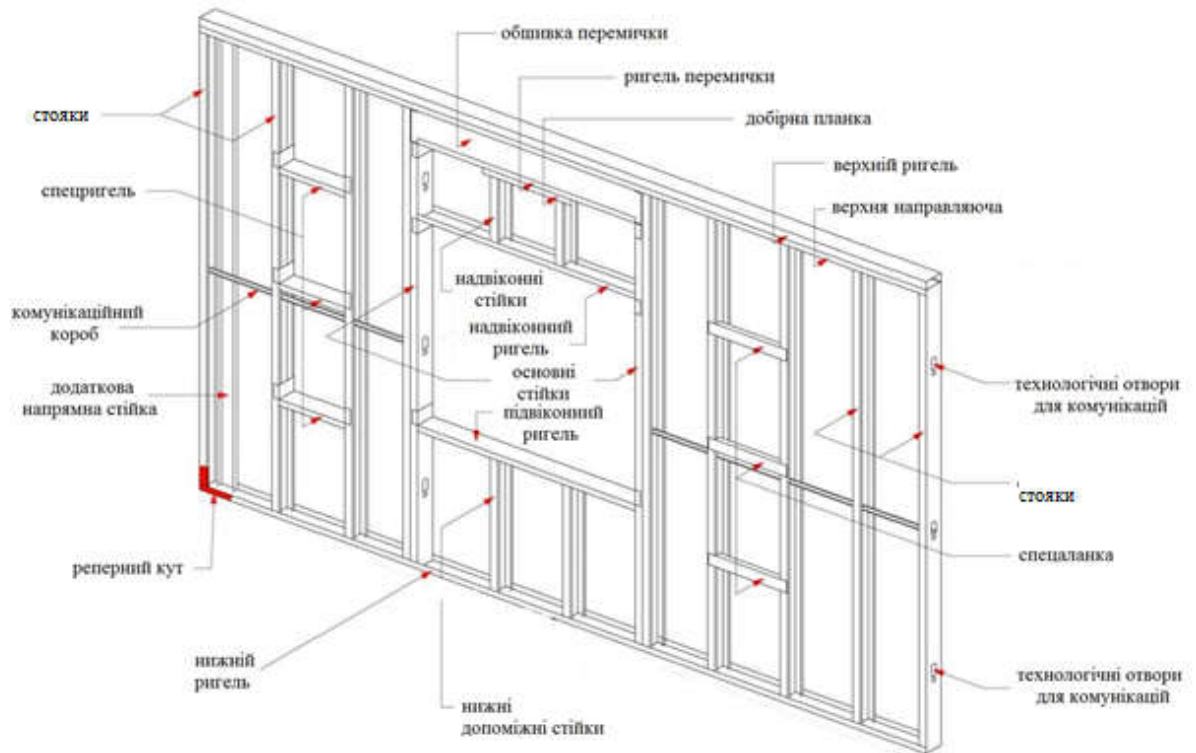 обшивка перемички
ригель перемички
добірна планка
верхній ригель
верхня направляюча
стояки
спецригель
комунікаційний
короб
додаткова
напрямна стійка
реперний кут
нижній
ригель
нижні
допоміжні стійки
надвіконні
стійки
надвіконний
ригель
основні
стійки
підвіконний
ригель
технологічні отвори
для комунікацій
стояки
спецаланка
технологічні отвори
для комунікацій